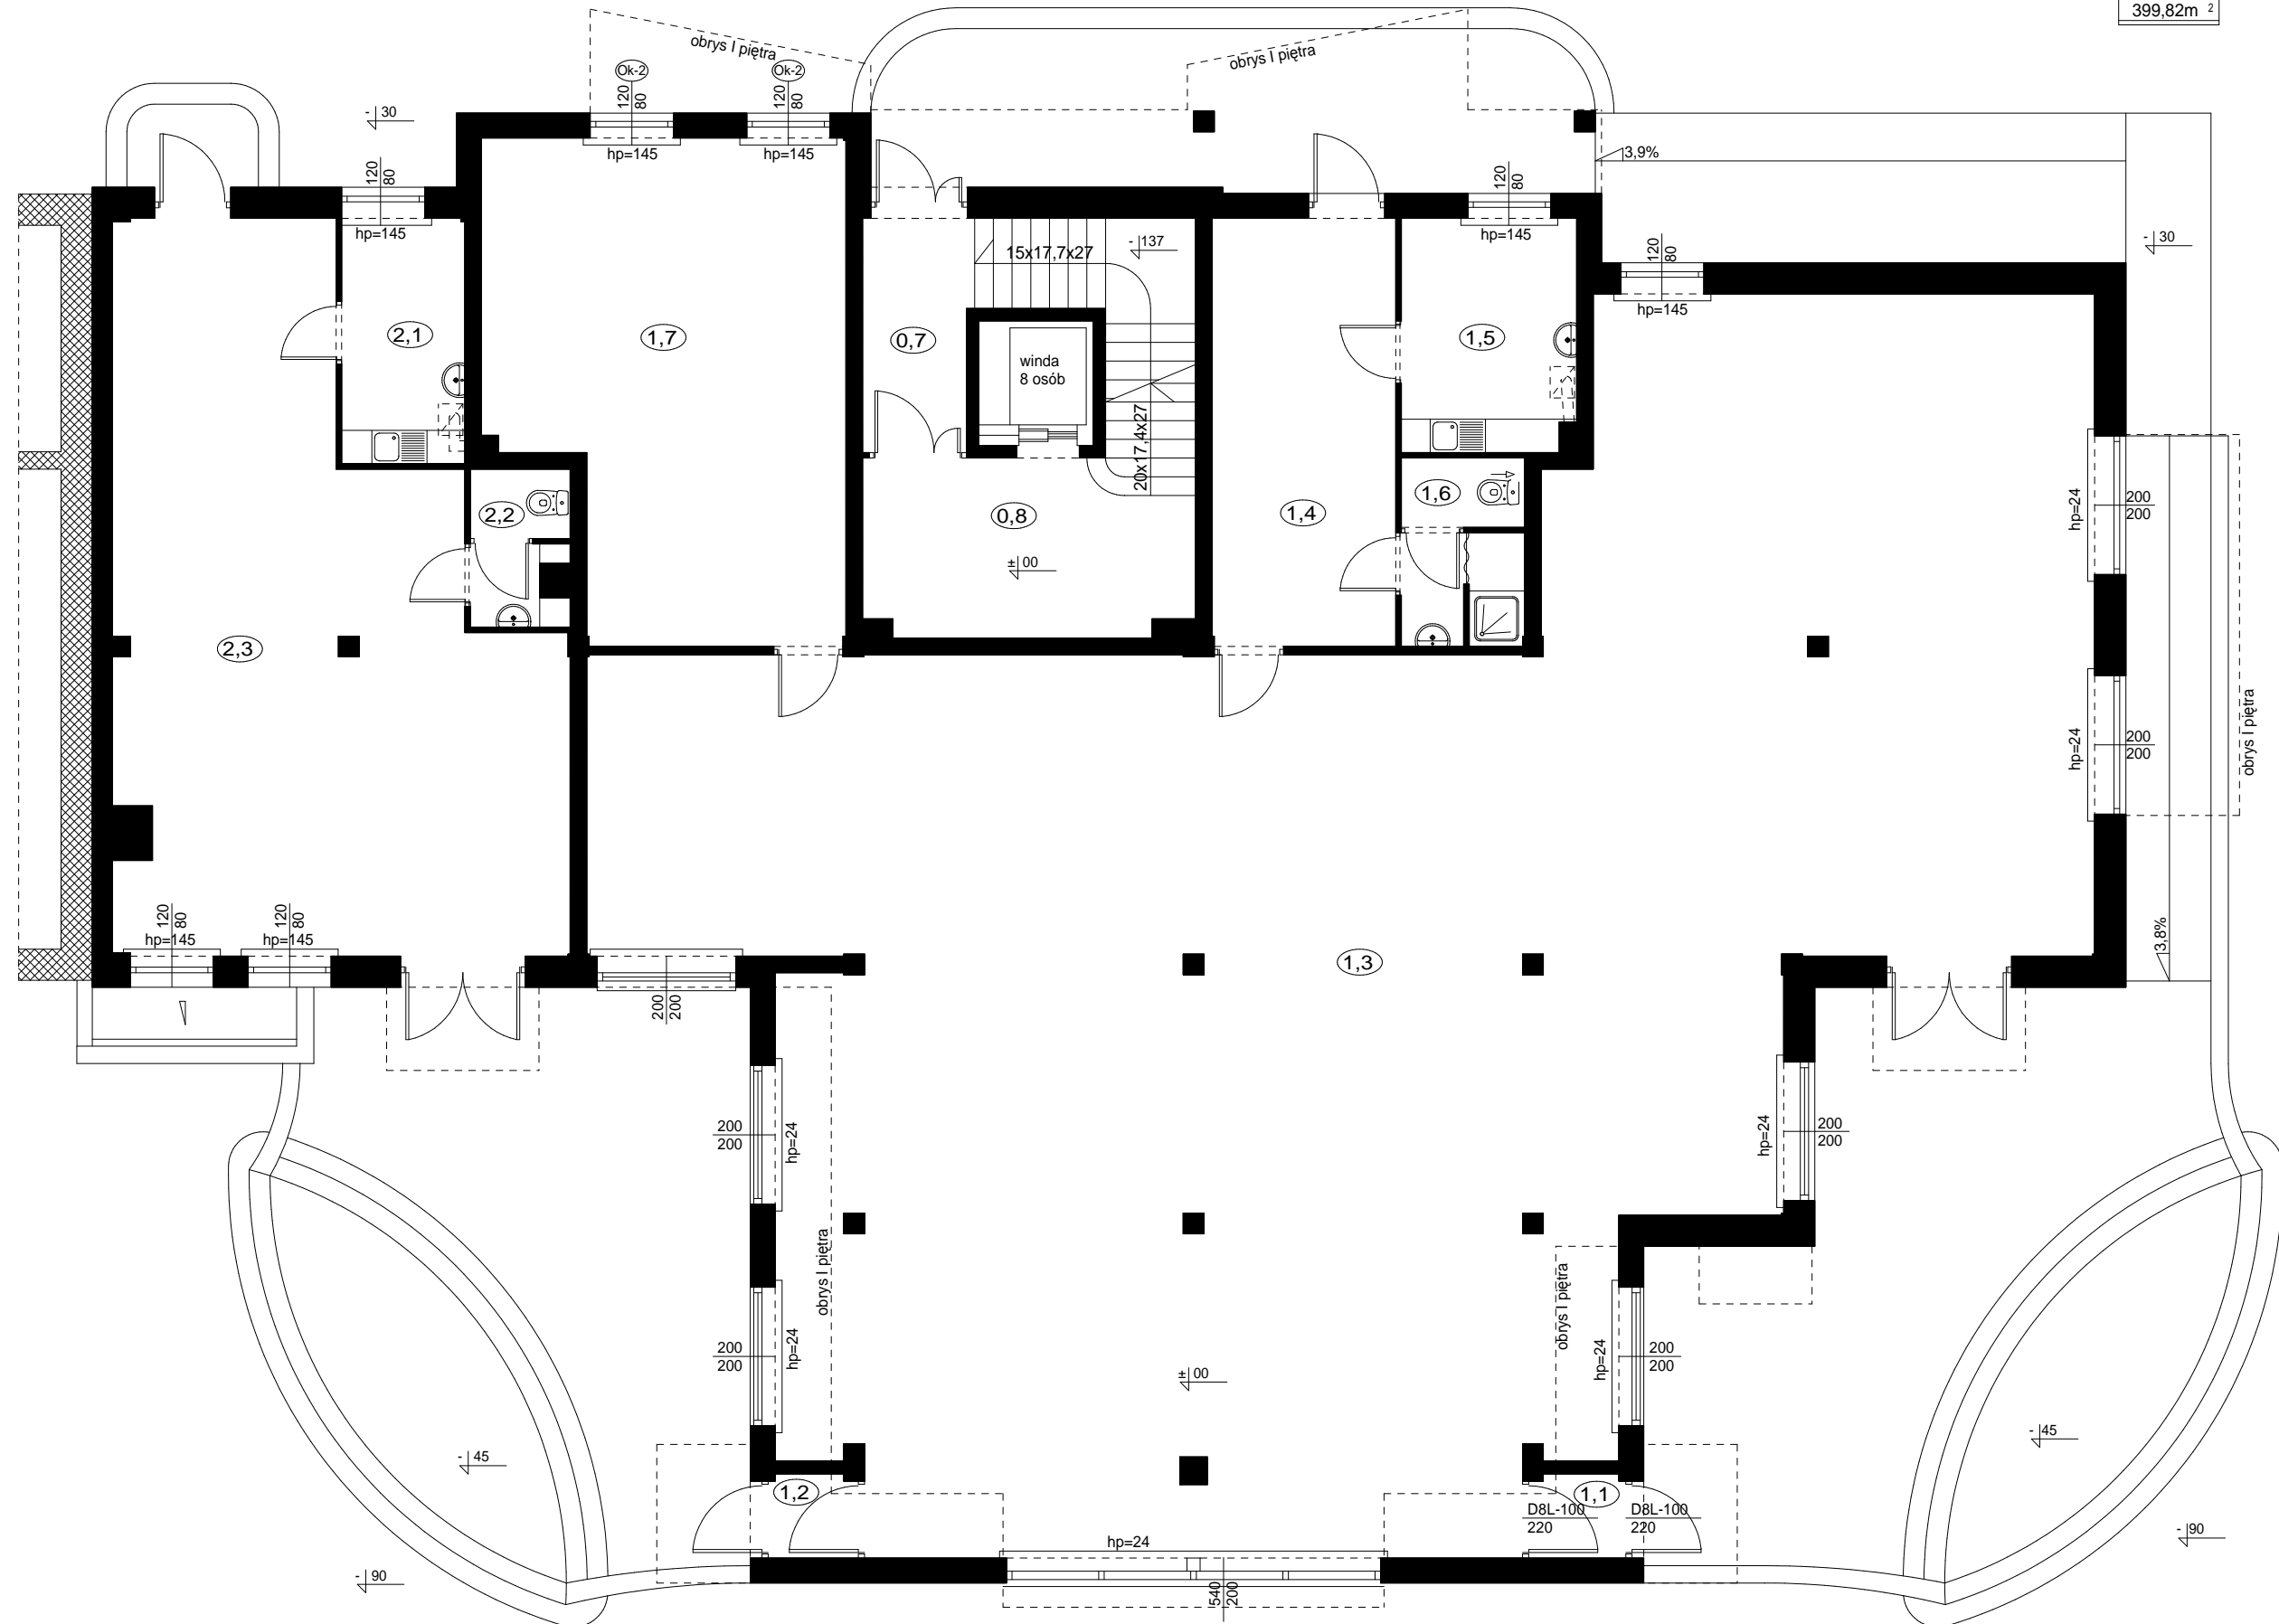 399,82m 2
obrys I piętra
obrys I piętra
Ok-2
Ok-2
120
80
120
80
- 30
hp=145
hp=145
3,9%
120
80
120
80
hp=145
15x17,7x27
- 137
hp=145
120
80
- 30
hp=145
2,1
1,7
0,7
1,5
winda
8 osób
20x17,4x27
2,2
0,8
1,4
1,6
hp=24
200
200
± 00
2,3
hp=24
200
200
obrys I piętra
120
80
120
80
hp=145
hp=145
3,8%
1,3
200
200
200
200
hp=24
hp=24
200
200
obrys I piętra
obrys I piętra
200
200
hp=24
hp=24
200
200
± 00
- 45
- 45
1,2
1,1
D8L-100
220
D8L-100
220
hp=24
- 90
- 90
540
200